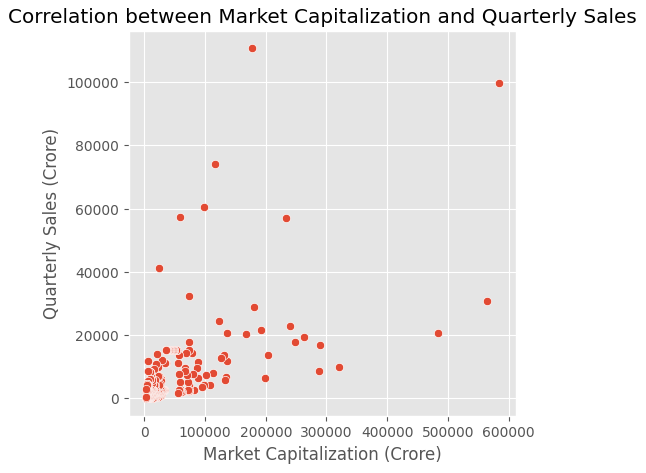 Correlation between Market Capitalization and Quarterly Sales
100000
80000
60000
40000
20000
0
Quarterly Sales (Crore)
0 100000 200000 300000 400000 500000 600000
Market Capitalization (Crore)